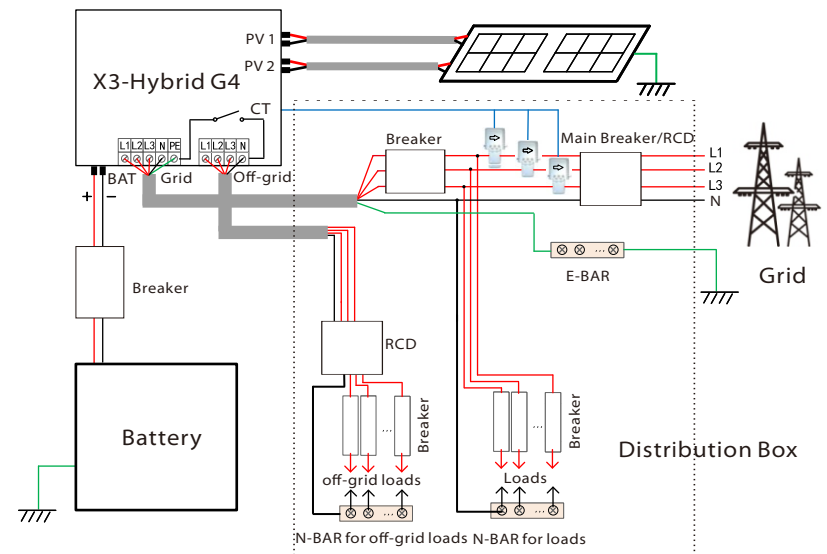 PV 1
PV 2
X3-Hybrid G4
CT
L1 L2 L3 N PE
L1 L2 L3 N
BAT
Grid
Off-grid
+
−
Breaker
Main Breaker/RCD
L1
L2
L3
N
E-BAR
Grid
Breaker
RCD
Battery
...
Breaker
...
Breaker
Distribution Box
off-grid loads
Loads
...
...
N-BAR for off-grid loads
N-BAR for loads
...